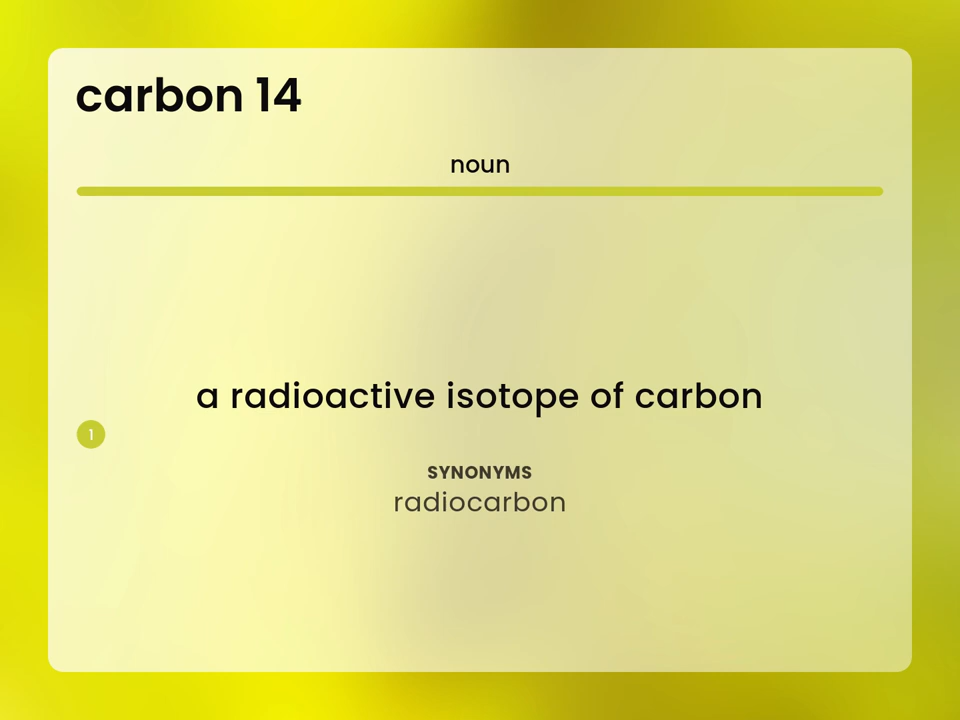 carbon 14
noun
a radioactive isotope of carbon
1
SYNONYMS
radiocarbon